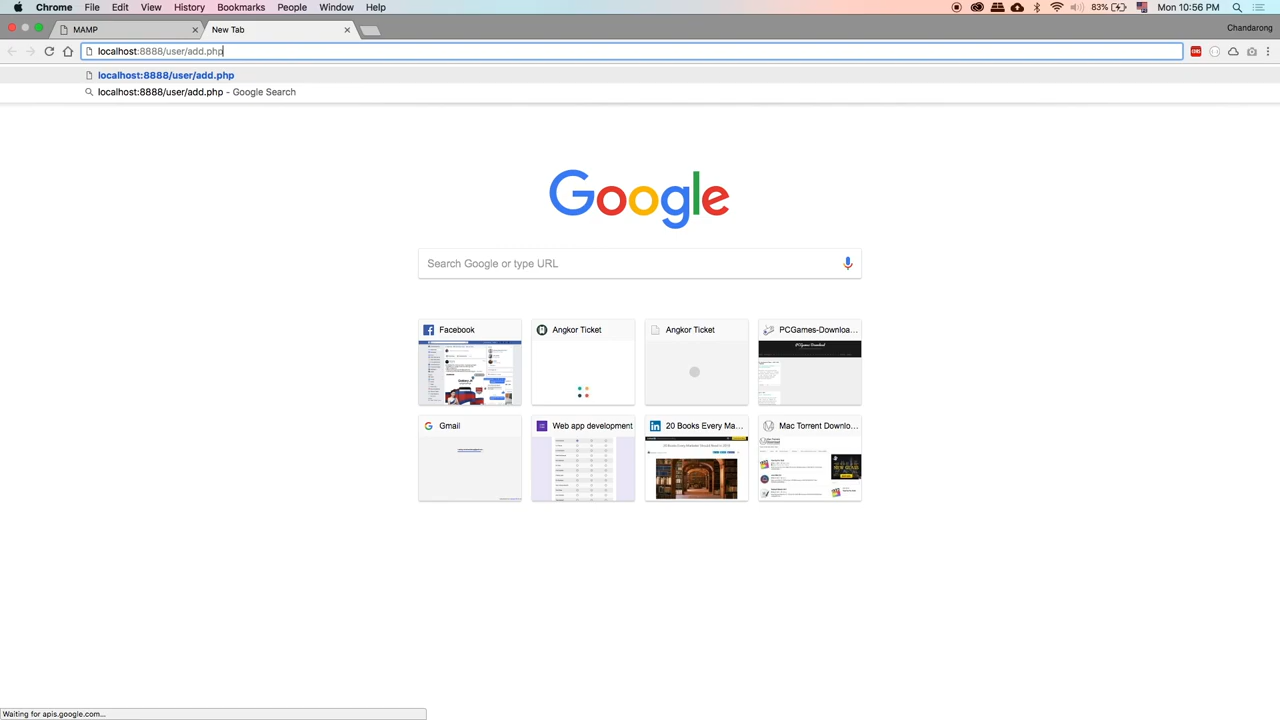 Chrome File Edit View History Bookmarks People Window Help 83% Mon 10:56 PM
MAMP New Tab Chandarong
localhost:8888/user/add.php
localhost:8888/user/add.php
localhost:8888/user/add.php - Google Search
Google
Search Google or type URL
Facebook Angkor Ticket Angkor Ticket PCGames-Downloa...
Gmail Web app development 20 Books Every Ma... Mac Torrent Downlo...
Waiting for apis.google.com...